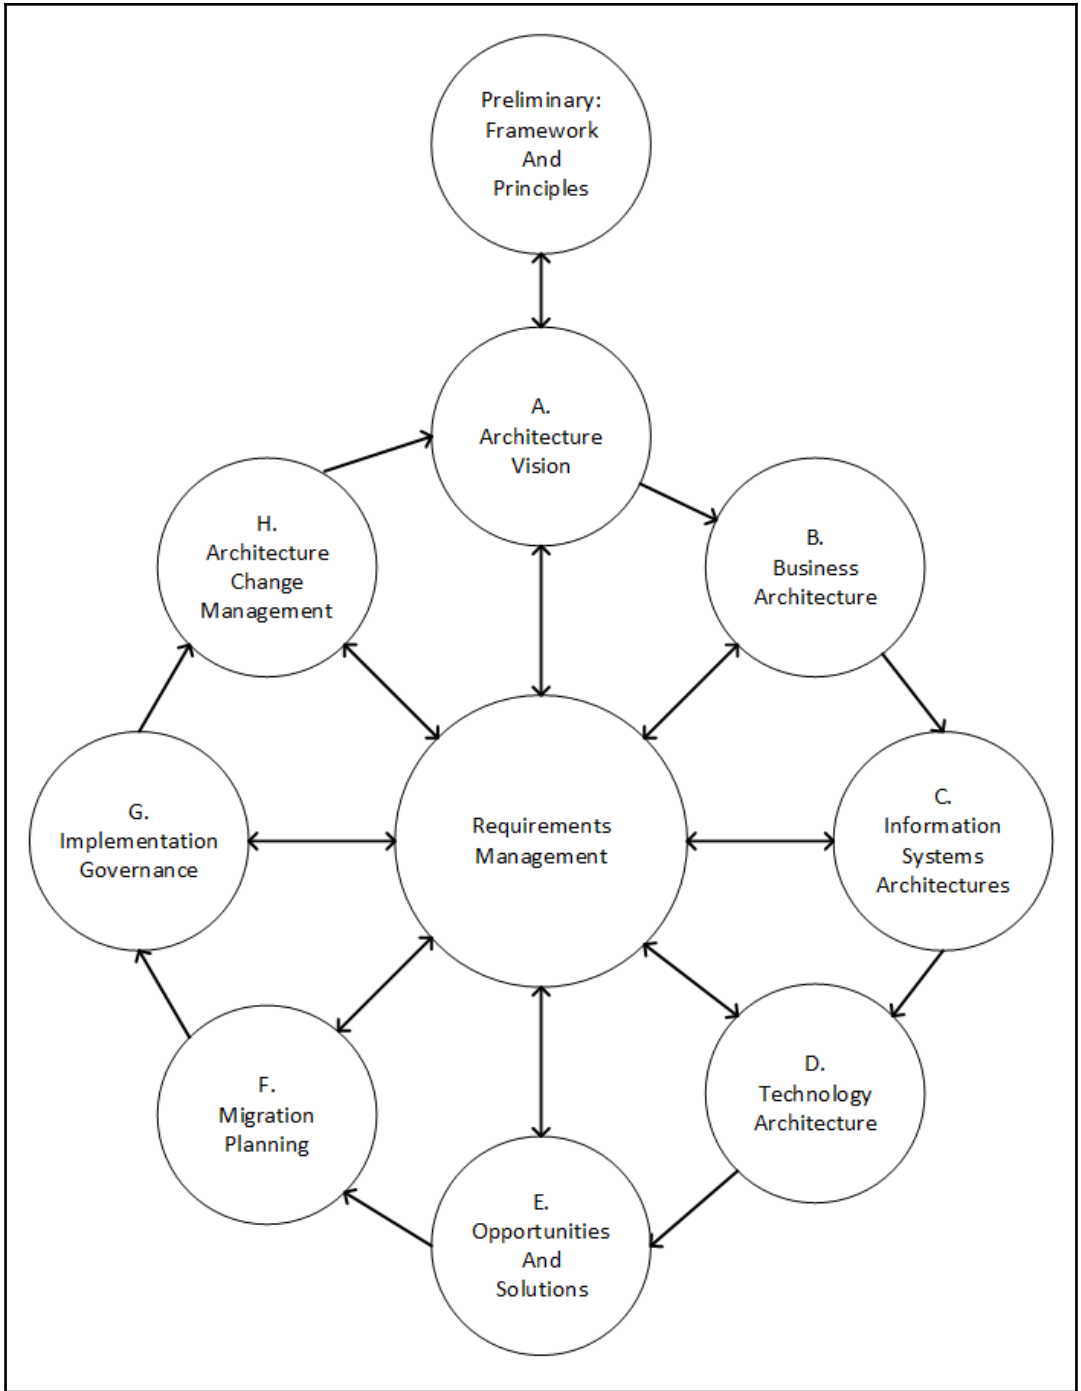 Preliminary:
Framework
And
Principles
A.
Architecture
Vision
H.
Architecture
Change
Management
B.
Business
Architecture
G.
Implementation
Governance
Requirements
Management
C.
Information
Systems
Architectures
F.
Migration
Planning
D.
Technology
Architecture
E.
Opportunities
And
Solutions